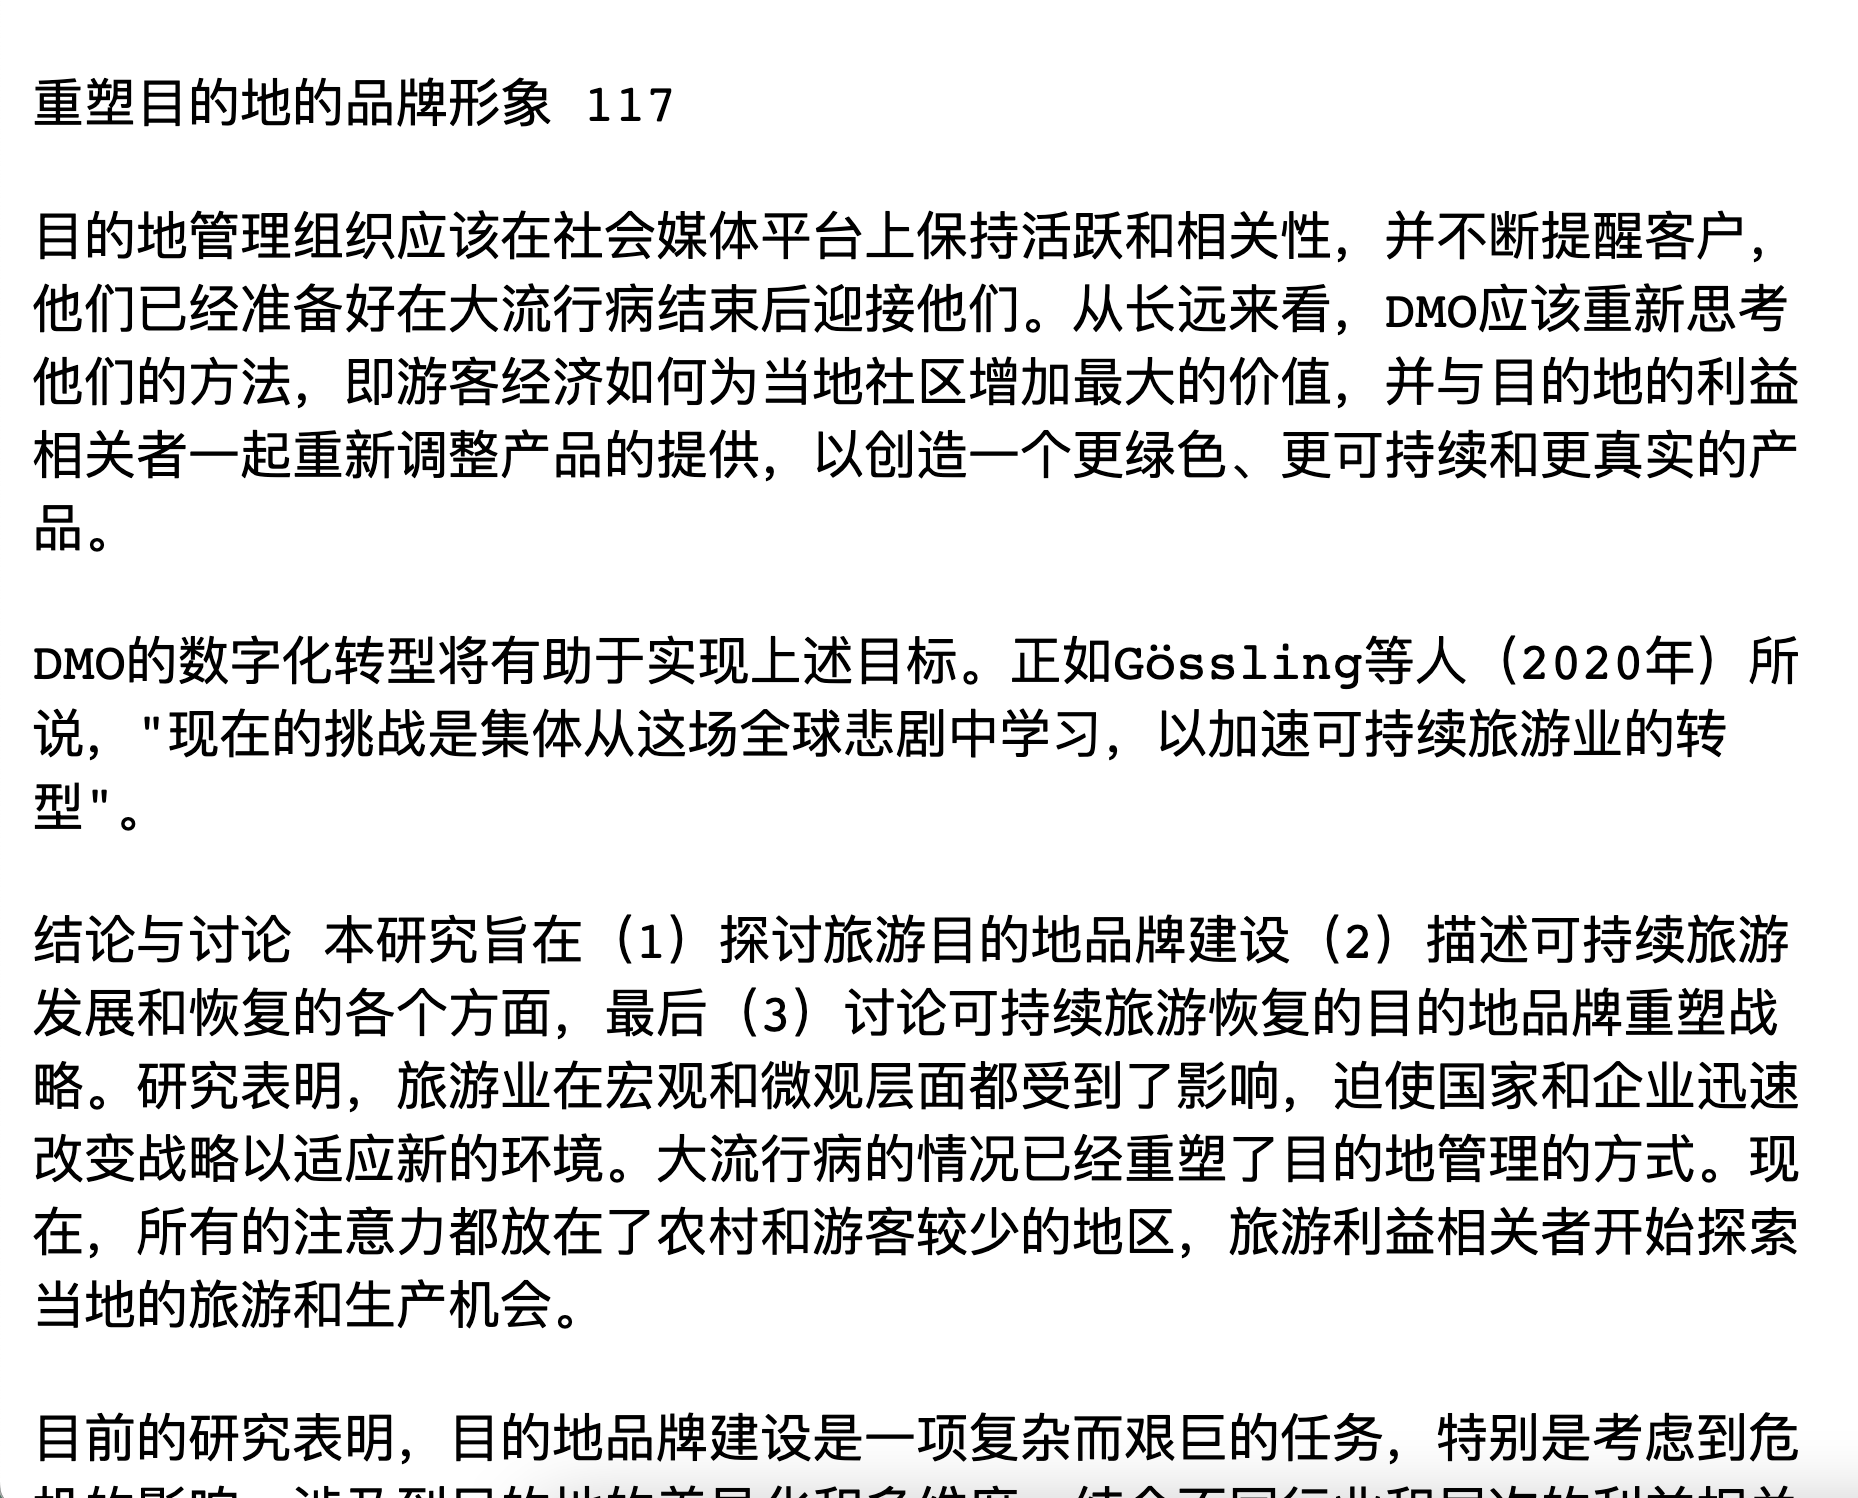 重塑目的地的品牌形象 117
目的地管理组织应该在社会媒体平台上保持活跃和相关性，并不断提醒客户，
他们已经准备好在大流行病结束后迎接他们。从长远来看，DMO应该重新思考
他们的方法，即游客经济如何为当地社区增加最大的价值，并与目的地的利益
相关者一起重新调整产品的提供，以创造一个更绿色、更可持续和更真实的产
品。
DMO的数字化转型将有助于实现上述目标。正如Gössling等人（2020年）所
说，"现在的挑战是集体从这场全球悲剧中学习，以加速可持续旅游业的转
型"。
结论与讨论 本研究旨在（1）探讨旅游目的地品牌建设（2）描述可持续旅游
发展和恢复的各个方面，最后（3）讨论可持续旅游恢复的目的地品牌重塑战
略。研究表明，旅游业在宏观和微观层面都受到了影响，迫使国家和企业迅速
改变战略以适应新的环境。大流行病的情况已经重塑了目的地管理的方式。现
在，所有的注意力都放在了农村和游客较少的地区，旅游利益相关者开始探索
当地的旅游和生产机会。
目前的研究表明，目的地品牌建设是一项复杂而艰巨的任务，特别是考虑到危